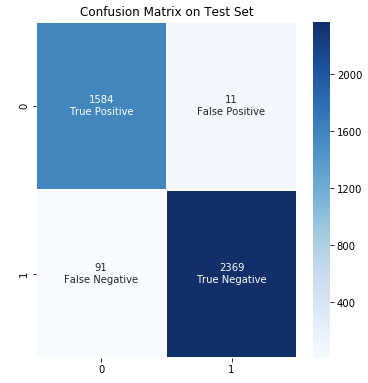 Confusion Matrix on Test Set
0
1584
True Positive
11
False Positive
1
91
False Negative
2369
True Negative
0
1
2000
1600
1200
800
400